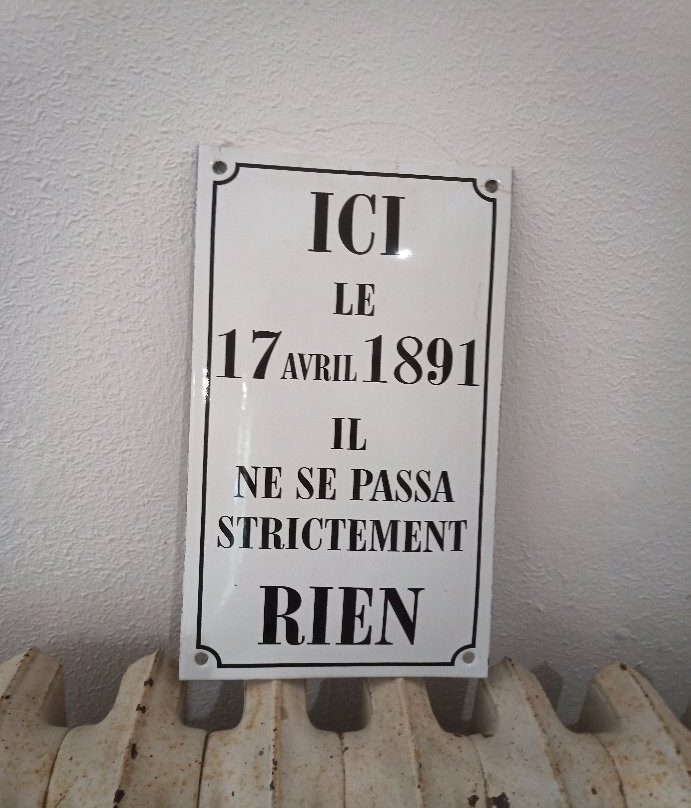 ICI
LE
17 AVRIL 1891
IL
NE SE PASSA
STRICTEMENT
RIEN